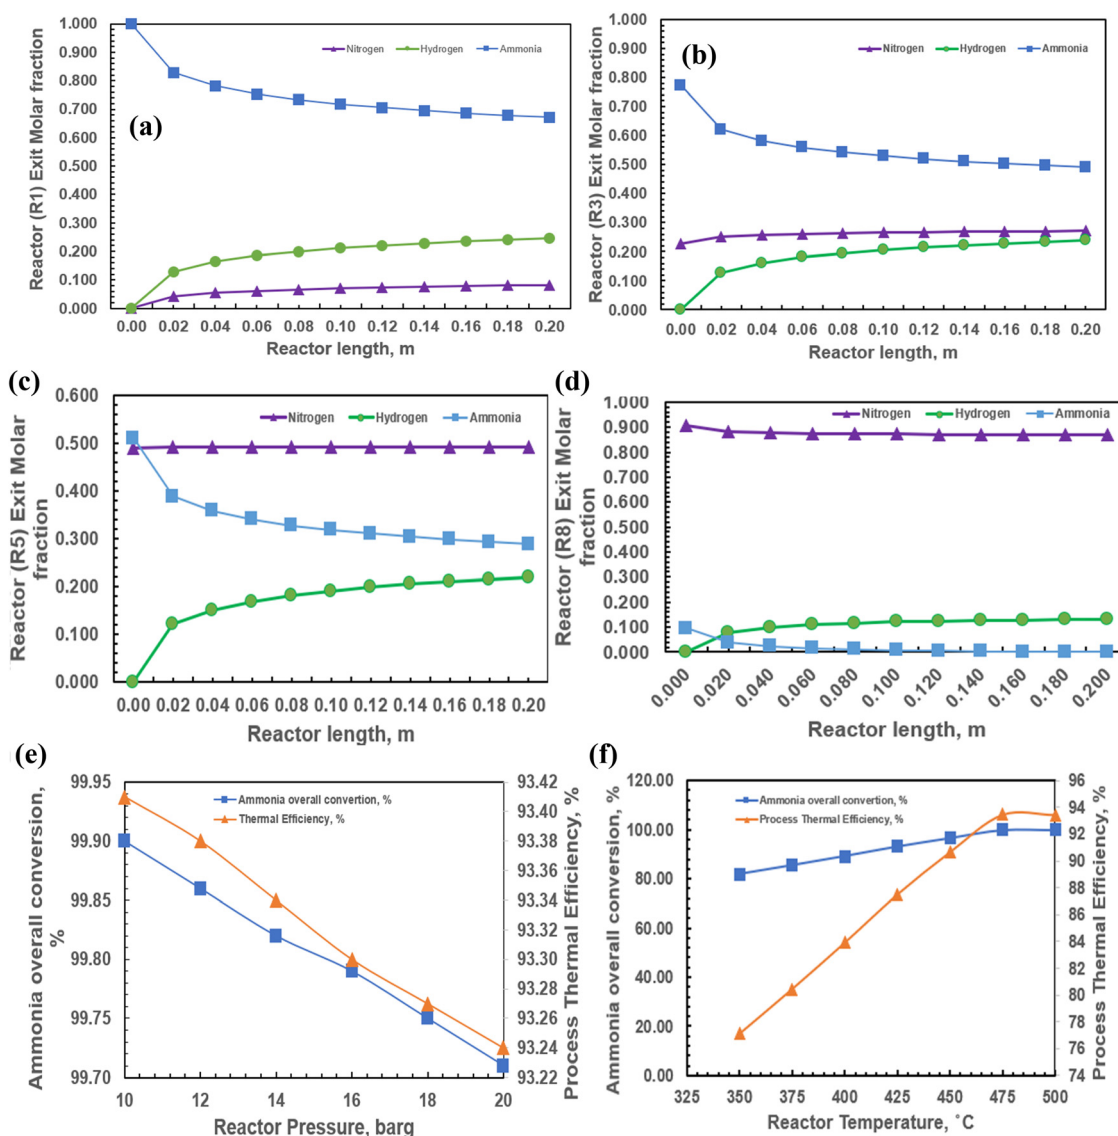 (a)
Reactor (R1) Exit Molar fraction
1.000
0.900
0.800
0.700
0.600
0.500
0.400
0.300
0.200
0.100
0.000
Nitrogen Hydrogen Ammonia
0.00 0.02 0.04 0.06 0.08 0.10 0.12 0.14 0.16 0.18 0.20
Reactor length, m
(b)
Reactor (R3) Exit Molar fraction
1.000
0.900
0.800
0.700
0.600
0.500
0.400
0.300
0.200
0.100
0.000
Nitrogen Hydrogen Ammonia
0.00 0.02 0.04 0.06 0.08 0.10 0.12 0.14 0.16 0.18 0.20
Reactor length, m
(c)
Reactor (R5) Exit Molar
fraction
0.600
0.500
0.400
0.300
0.200
0.100
0.000
Nitrogen Hydrogen Ammonia
0.00 0.02 0.04 0.06 0.08 0.10 0.12 0.14 0.16 0.18 0.20
Reactor length, m
(d)
Reactor (R8) Exit Molar
fraction
1.000
0.900
0.800
0.700
0.600
0.500
0.400
0.300
0.200
0.100
0.000
Nitrogen Hydrogen Ammonia
0.000 0.020 0.040 0.060 0.080 0.100 0.120 0.140 0.160 0.180 0.200
Reactor length, m
(e)
Ammonia overall conversion,
%
99.95
99.90
99.85
99.80
99.75
99.70
Ammonia overall convertion, %
Thermal Efficiency, %
93.42
93.40
93.38
93.36
93.34
93.32
93.30
93.28
93.26
93.24
93.22
Process Thermal Efficiency, %
10 12 14 16 18 20
Reactor Pressure, barg
(f)
Ammonia overall conversion, %
120.00
100.00
80.00
60.00
40.00
20.00
0.00
Ammonia overall convertion, %
Process Thermal Efficiency, %
96
94
92
90
88
86
84
82
80
78
76
74
Process Thermal Efficiency, %
325 350 375 400 425 450 475 500
Reactor Temperature, ˚C